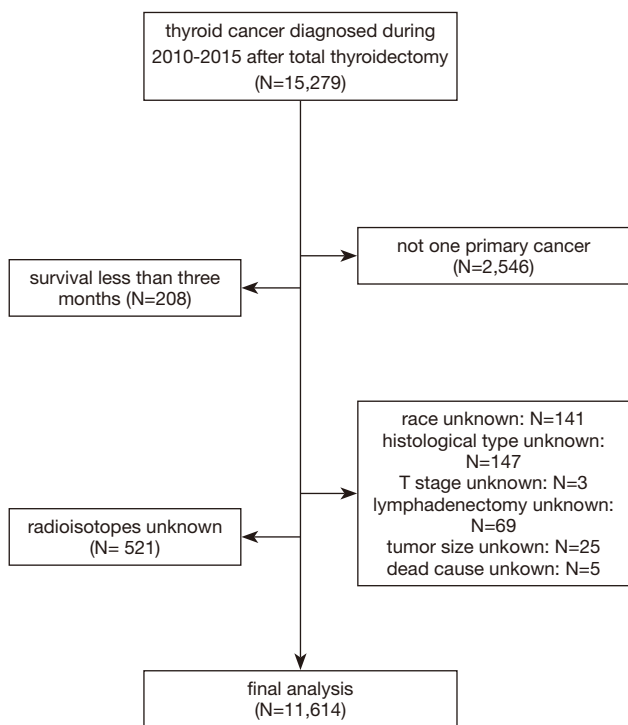 thyroid cancer diagnosed during
2010-2015 after total thyroidectomy
(N=15,279)
not one primary cancer
(N=2,546)
survival less than three
months (N=208)
race unknown: N=141
histological type unknown:
N=147
T stage unknown: N=3
lymphadenectomy unknown:
N=69
tumor size unkown: N=25
dead cause unkown: N=5
radioisotopes unknown
(N= 521)
final analysis
(N=11,614)